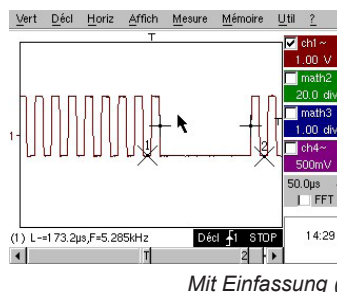 Vert Décl Horiz Affich Mesure Mémoire Util ?
T
ch1~
1.00 V
math2
20.0 div
math3
1.00 div
ch4~
500mV
50.0µs
FFT
T
1-
1
2
(1) L-=173.2µs,F=5.285kHz
Décl 1 STOP
14:29
T
2
Mit Einfassung (